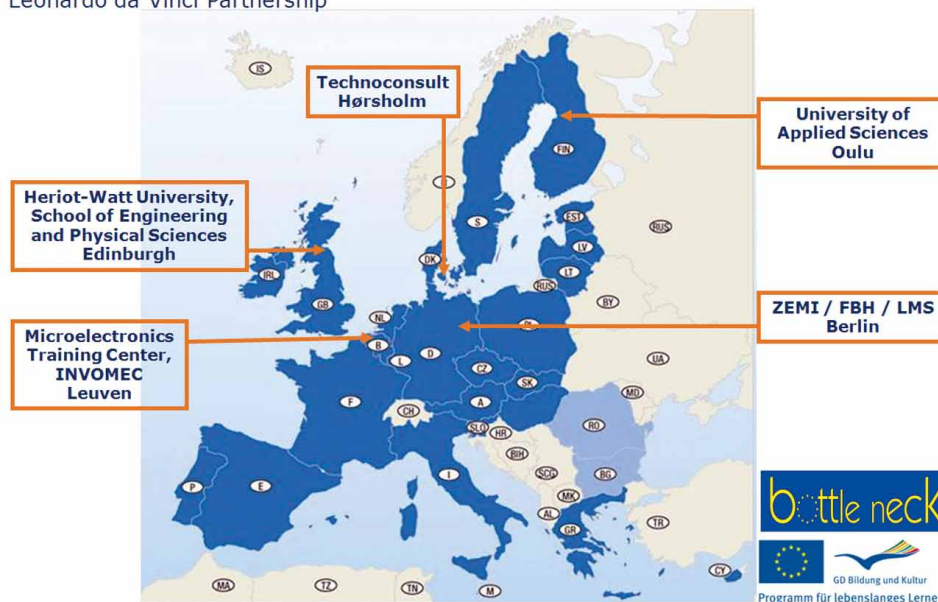 Leonardo da Vinci Partnership
IS
Technoconsult
Hørsholm
University of
Applied Sciences
Oulu
FIN
Heriot-Watt University,
School of Engineering
and Physical Sciences
Edinburgh
S
EST
RUS
LV
DK
LT
IRL
RUS
GB
BY
NL
ZEMI / FBH / LMS
Berlin
Microelectronics
Training Center,
INVOMEC
Leuven
B
D
L
CZ
UA
SK
MD
F
A
CH
RO
SLO
HR
BIH
SCG
BG
I
P
E
MK
AL
GR
TR
CY
MA
TZ
TN
M
bottle neck
GD Bildung und Kultur
Programm für lebenslanges Lerne